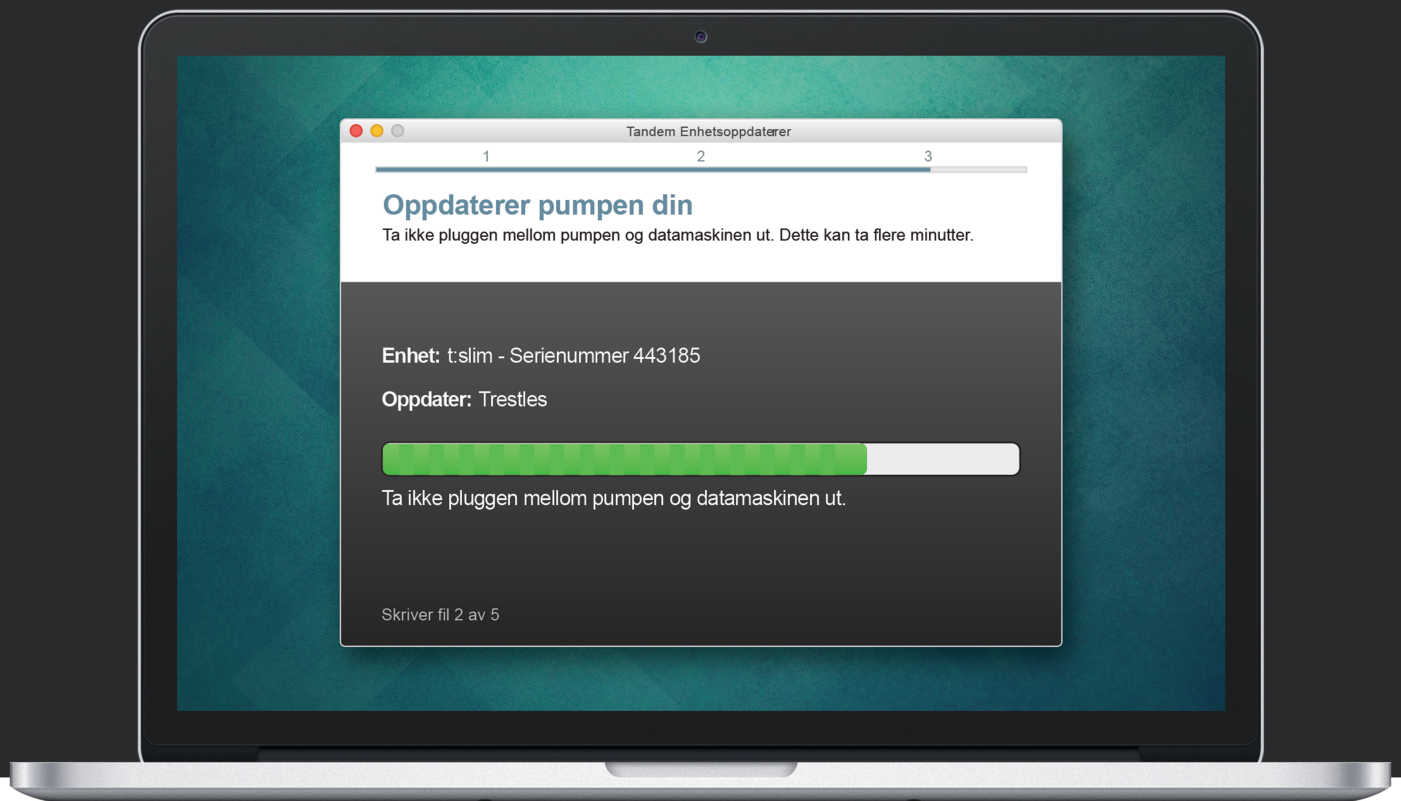 Tandem Enhetsoppdaterer
1 2 3
Oppdaterer pumpen din
Ta ikke pluggen mellom pumpen og datamaskinen ut. Dette kan ta flere minutter.
Enhet: t:slim - Serienummer 443185
Oppdater: Trestles
Ta ikke pluggen mellom pumpen og datamaskinen ut.
Skriver fil 2 av 5